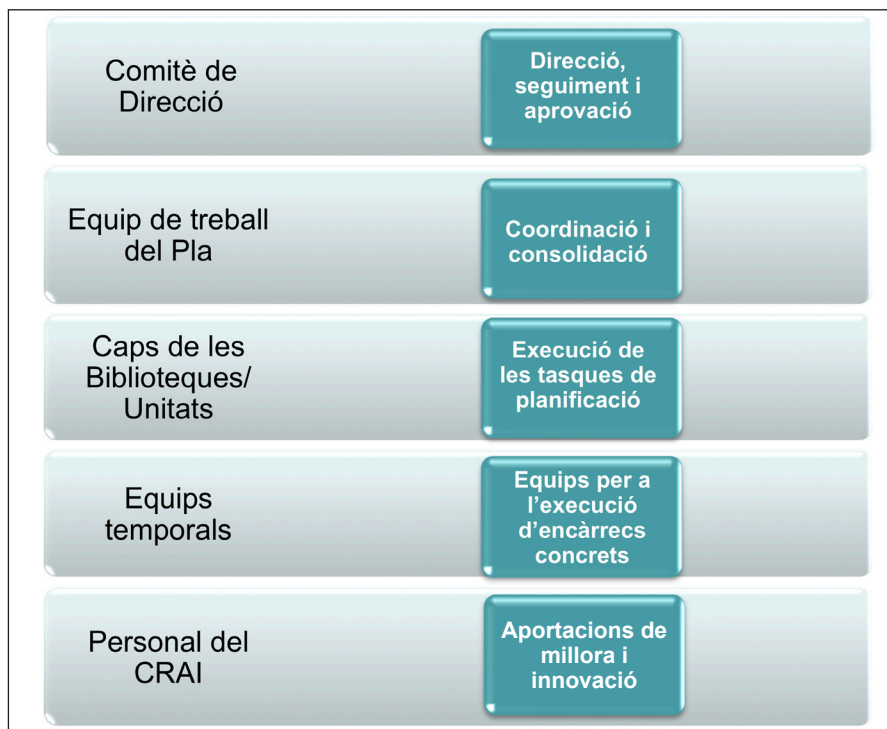 Comitè de
Direcció
Direcció,
seguiment i
aprovació
Equip de treball
del Pla
Coordinació i
consolidació
Caps de les
Biblioteques/
Unitats
Execució de
les tasques de
planificació
Equips
temporals
Equips per a
l’execució
d’encàrrecs
concrets
Personal del
CRAI
Aportacions de
millora i
innovació